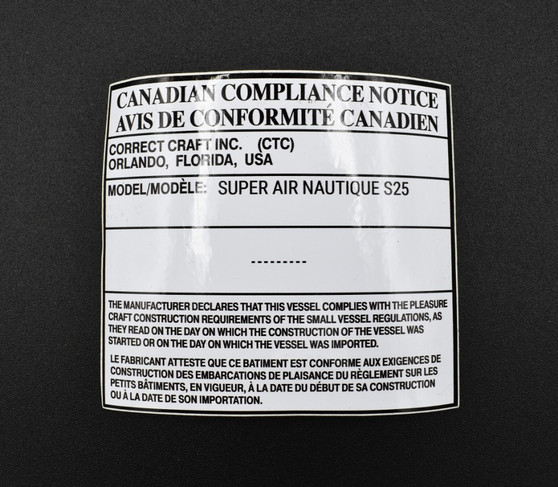 CANADIAN COMPLIANCE NOTICE
AVIS DE CONFORMITÉ CANADIEN
CORRECT CRAFT INC. (CTC)
ORLANDO, FLORIDA, USA
MODEL/MODÈLE: SUPER AIR NAUTIQUE S25
---------
THE MANUFACTURER DECLARES THAT THIS VESSEL COMPLIES WITH THE PLEASURE
CRAFT CONSTRUCTION REQUIREMENTS OF THE SMALL VESSEL REGULATIONS, AS
THEY READ ON THE DAY ON WHICH THE CONSTRUCTION OF THE VESSEL WAS
STARTED OR ON THE DAY ON WHICH THE VESSEL WAS IMPORTED.
LE FABRICANT ATTESTE QUE CE BATIMENT EST CONFORME AUX EXIGENCES DE
CONSTRUCTION DES EMBARCATIONS DE PLAISANCE DU RÈGLEMENT SUR LES
PETITS BÂTIMENTS, EN VIGUEUR, À LA DATE DU DÉBUT DE SA CONSTRUCTION
OU À LA DATE DE SON IMPORTATION.